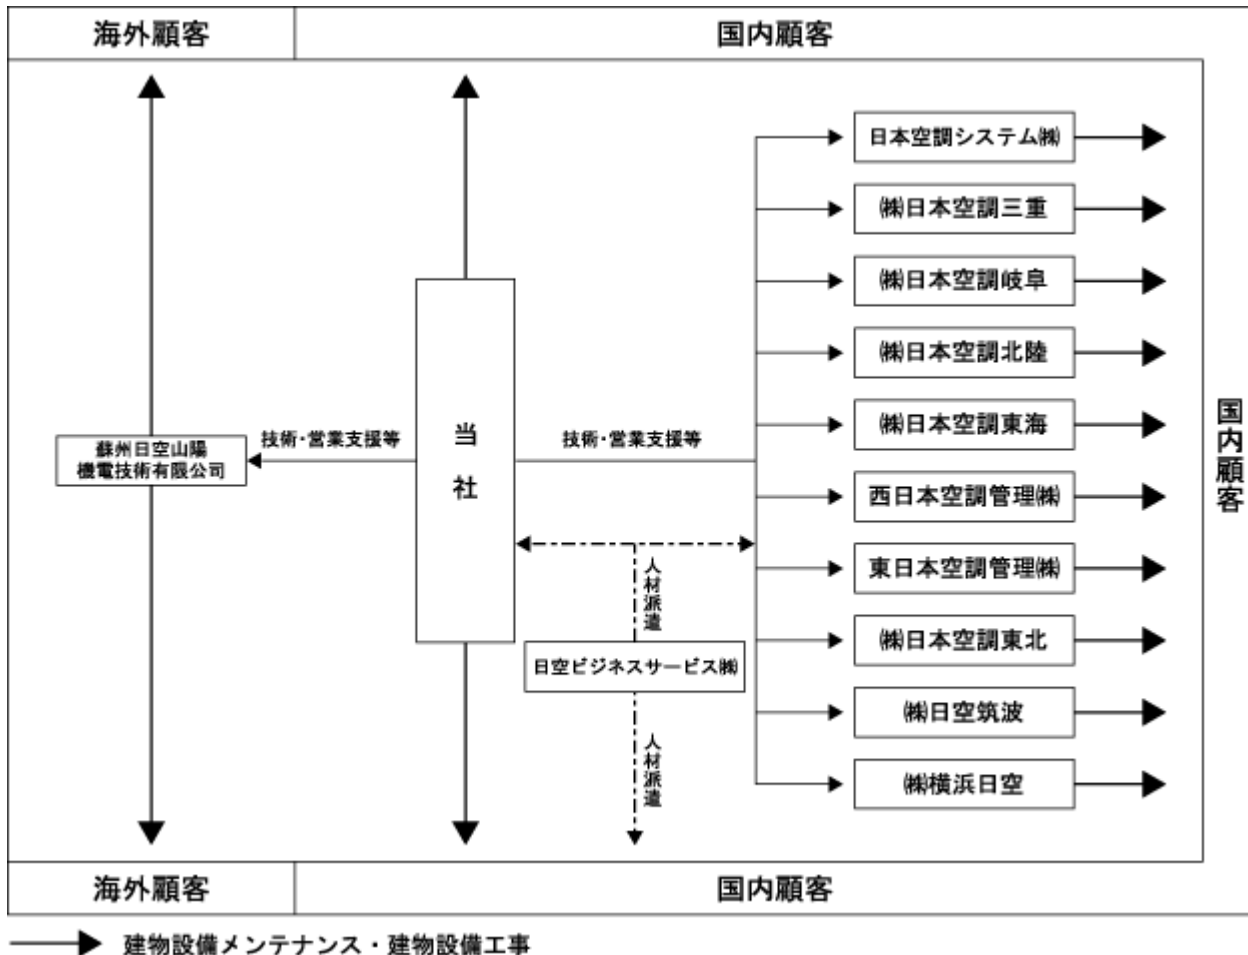 海外顧客
国内顧客
日本空調システム㈱
㈱日本空調三重
㈱日本空調岐阜
㈱日本空調北陸
㈱日本空調東海
西日本空調管理㈱
東日本空調管理㈱
㈱日本空調東北
㈱日空筑波
㈱横浜日空
国内顧客
当社
技術・営業支援等
技術・営業支援等
蘇州日空山陽
機電技術有限公司
人材派遣
日空ビジネスサービス㈱
人材派遣
海外顧客
国内顧客
建物設備メンテナンス・建物設備工事